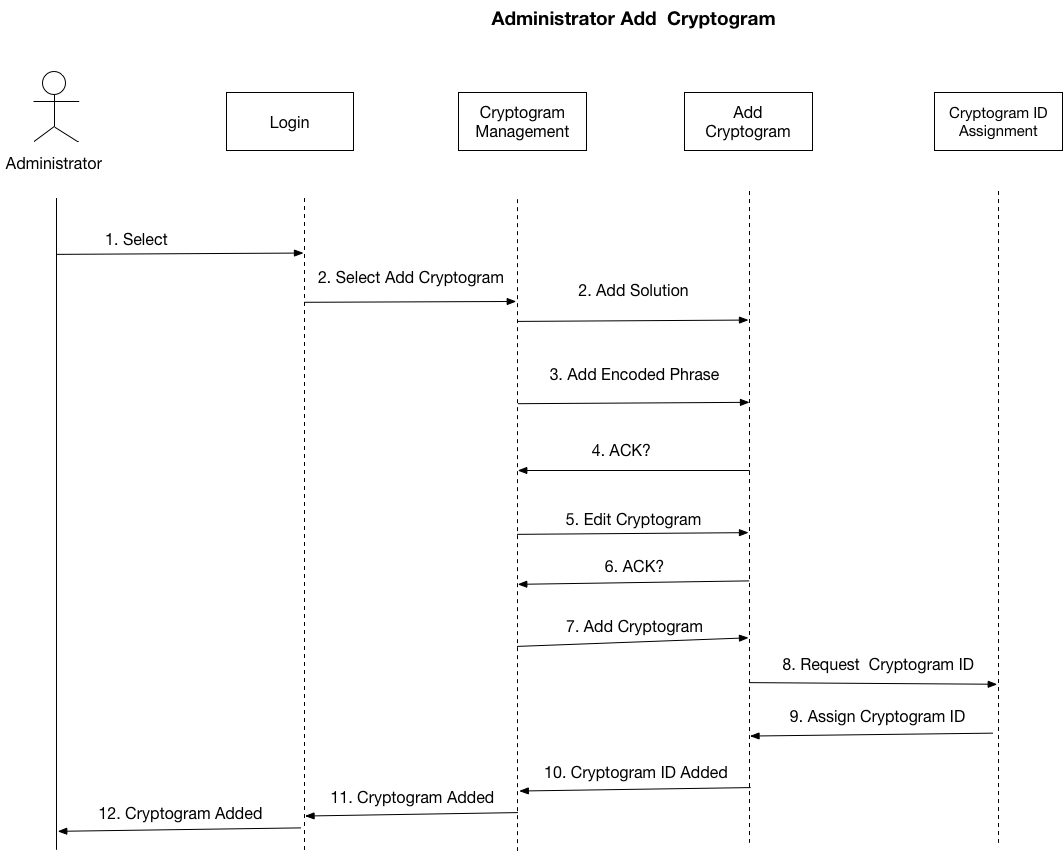 Administrator Add  Cryptogram
Administrator
Login
Cryptogram
Management
Add
Cryptogram
Cryptogram ID
Assignment
1. Select
2. Select Add Cryptogram
2. Add Solution
3. Add Encoded Phrase
4. ACK?
5. Edit Cryptogram
6. ACK?
7. Add Cryptogram
8. Request  Cryptogram ID
9. Assign Cryptogram ID
10. Cryptogram ID Added
11. Cryptogram Added
12. Cryptogram Added